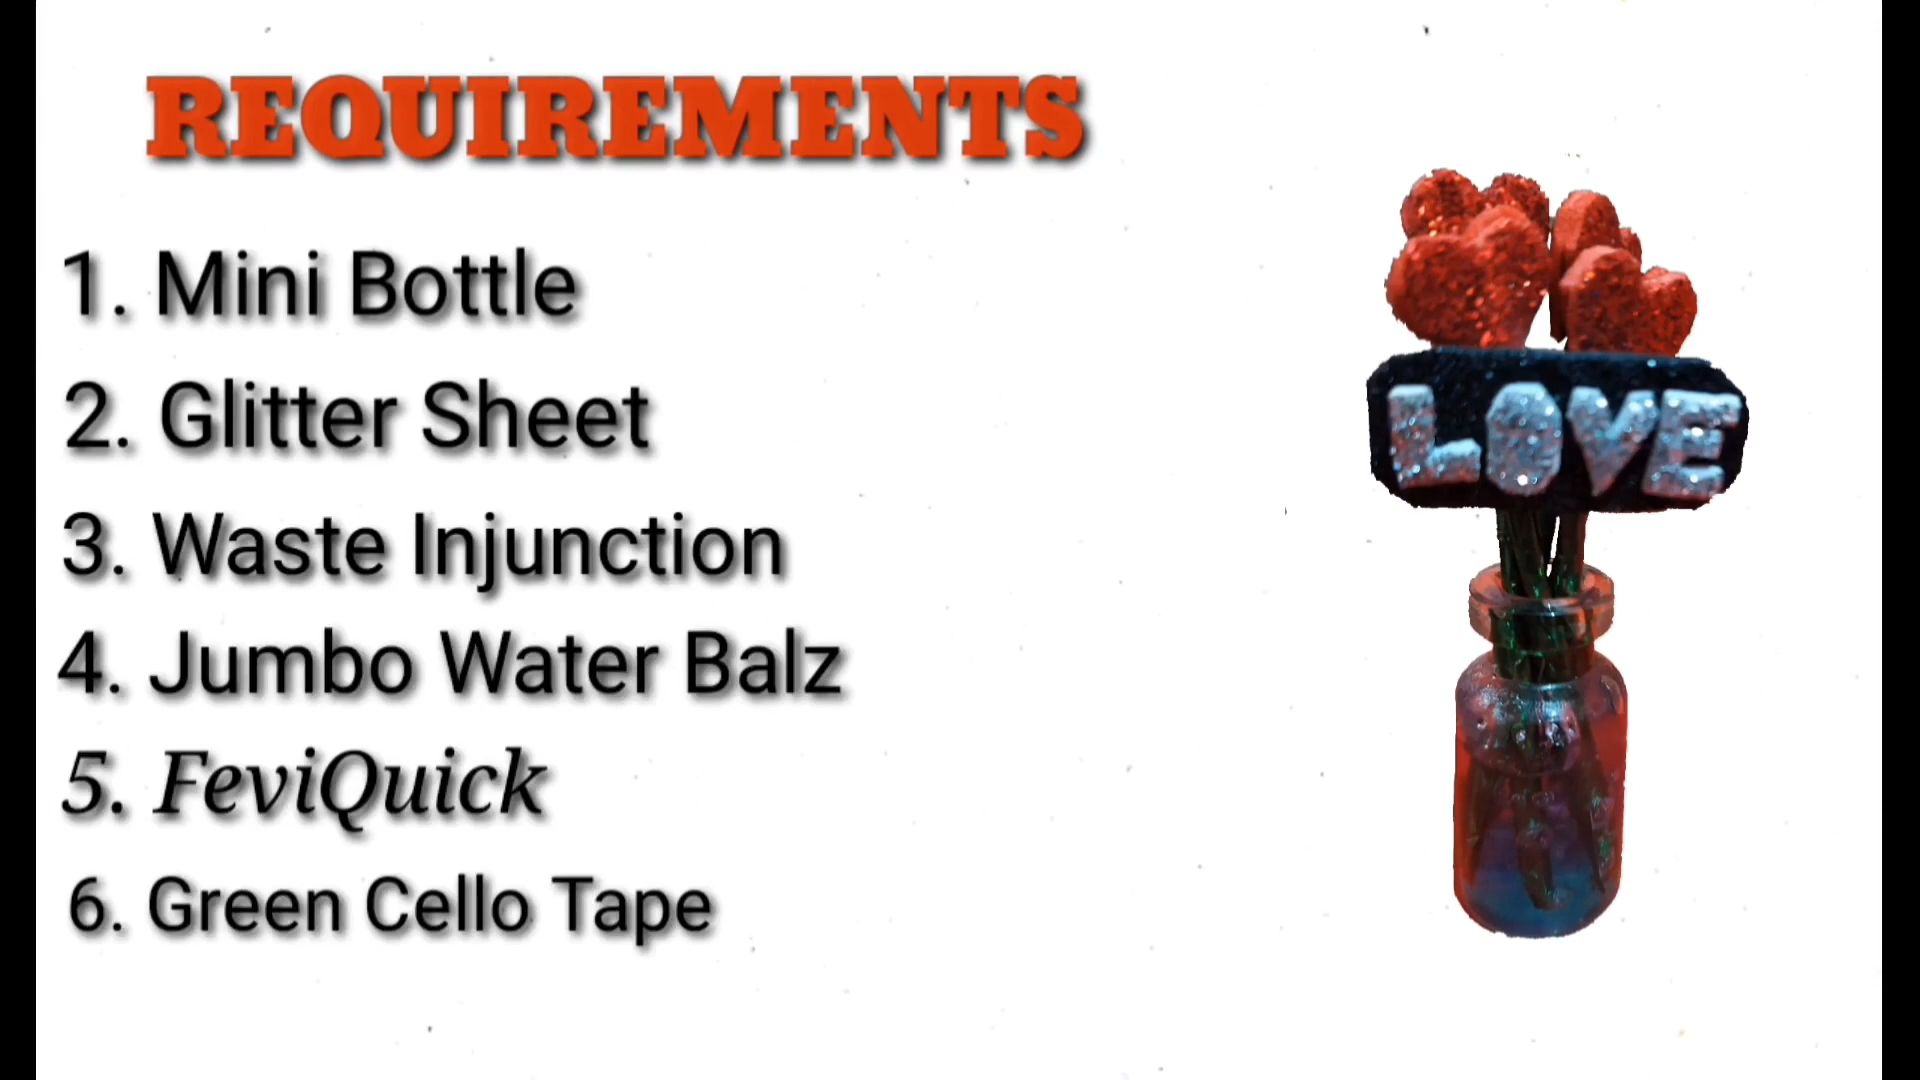 REQUIREMENTS
1. Mini Bottle
2. Glitter Sheet
3. Waste Injunction
4. Jumbo Water Balz
5. FeviQuick
6. Green Cello Tape
LOVE